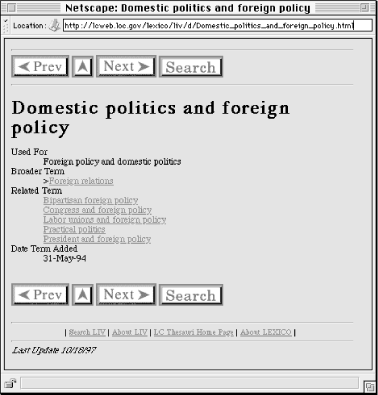 Netscape: Domestic politics and foreign policy
Location: http://lcweb.loc.gov/lexico/liv/d/Domestic_politics_and_foreign_policy.html
Prev Next Search
Domestic politics and foreign
policy
Used For
Foreign policy and domestic politics
Broader Term
>Foreign relations
Related Term
Bipartisan foreign policy
Congress and foreign policy
Labor unions and foreign policy
Practical politics
President and foreign policy
Date Term Added
31-May-94
Prev Next Search
| Search LIV | About LIV | LC Thesauri Home Page | About LEXICO |
Last Update 10/16/97